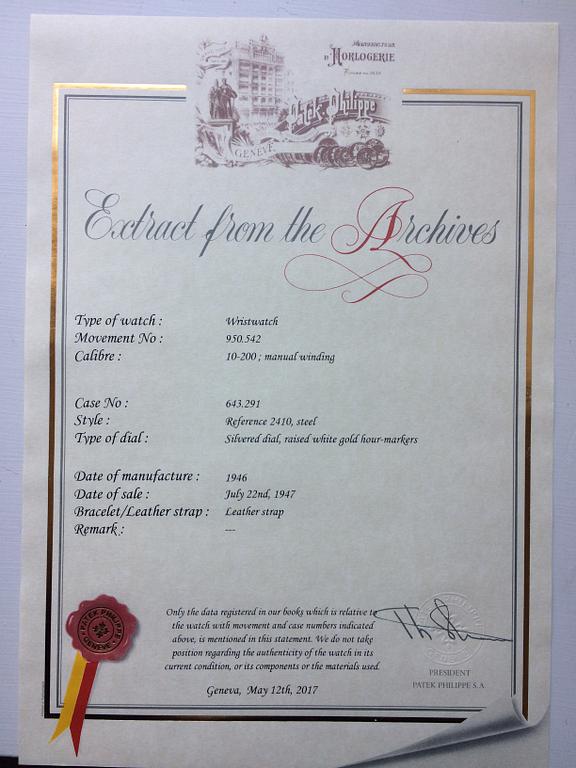 MANUFACTURE
D'HORLOGERIE
Patek Philippe
GENÈVE
Extract from the Archives
Type of watch : Wristwatch
Movement No : 950.542
Calibre : 10-200 ; manual winding
Case No : 643.291
Style : Reference 2410, steel
Type of dial : Silvered dial, raised white gold hour-markers
Date of manufacture : 1946
Date of sale : July 22nd, 1947
Bracelet/Leather strap : Leather strap
Remark : ---
Only the data registered in our books which is relative to
the watch with movement and case numbers indicated
above, is mentioned in this statement. We do not take
position regarding the authenticity of the watch in its
current condition, or its components or the materials used.
Geneva, May 12th, 2017
PATEK PHILIPPE
GENEVE
PRESIDENT
PATEK PHILIPPE S.A.